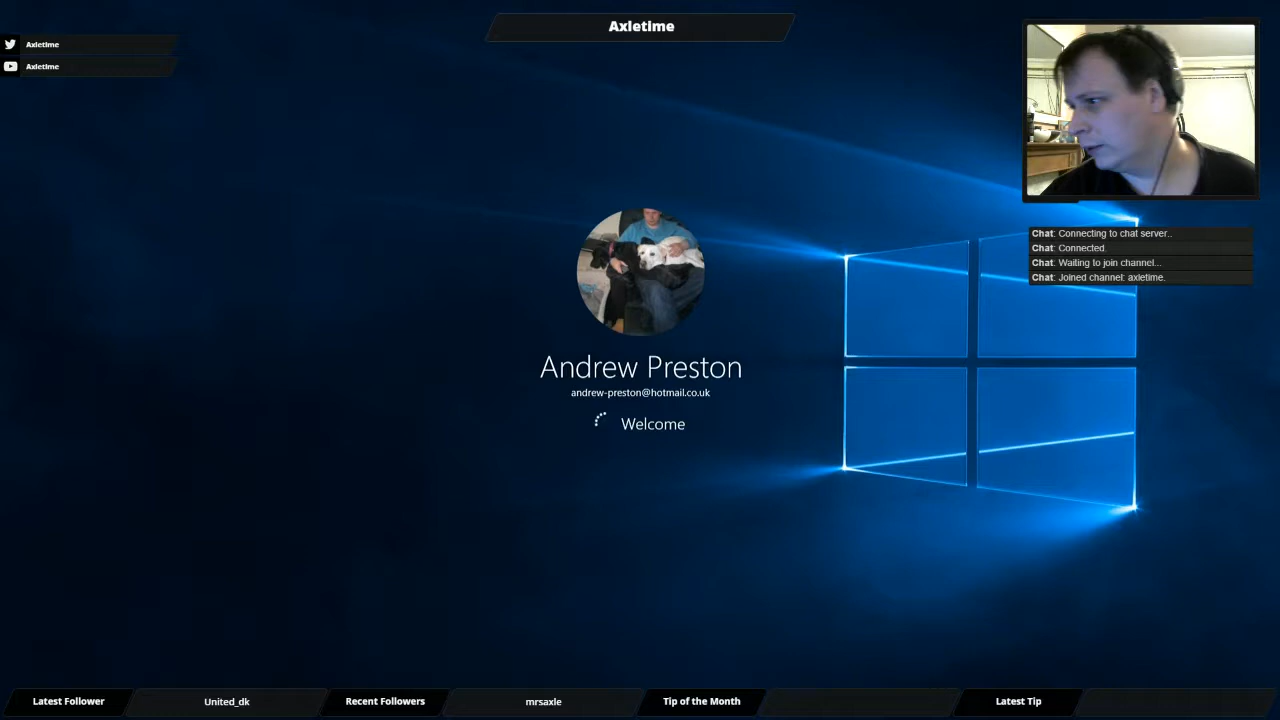 Axletime
Axletime
Axletime
Chat: Connecting to chat server..
Chat: Connected.
Chat: Waiting to join channel...
Chat: Joined channel: axletime.
Andrew Preston
andrew-preston@hotmail.co.uk
Welcome
Latest Follower
United_dk
Recent Followers
mrsaxle
Tip of the Month
Latest Tip